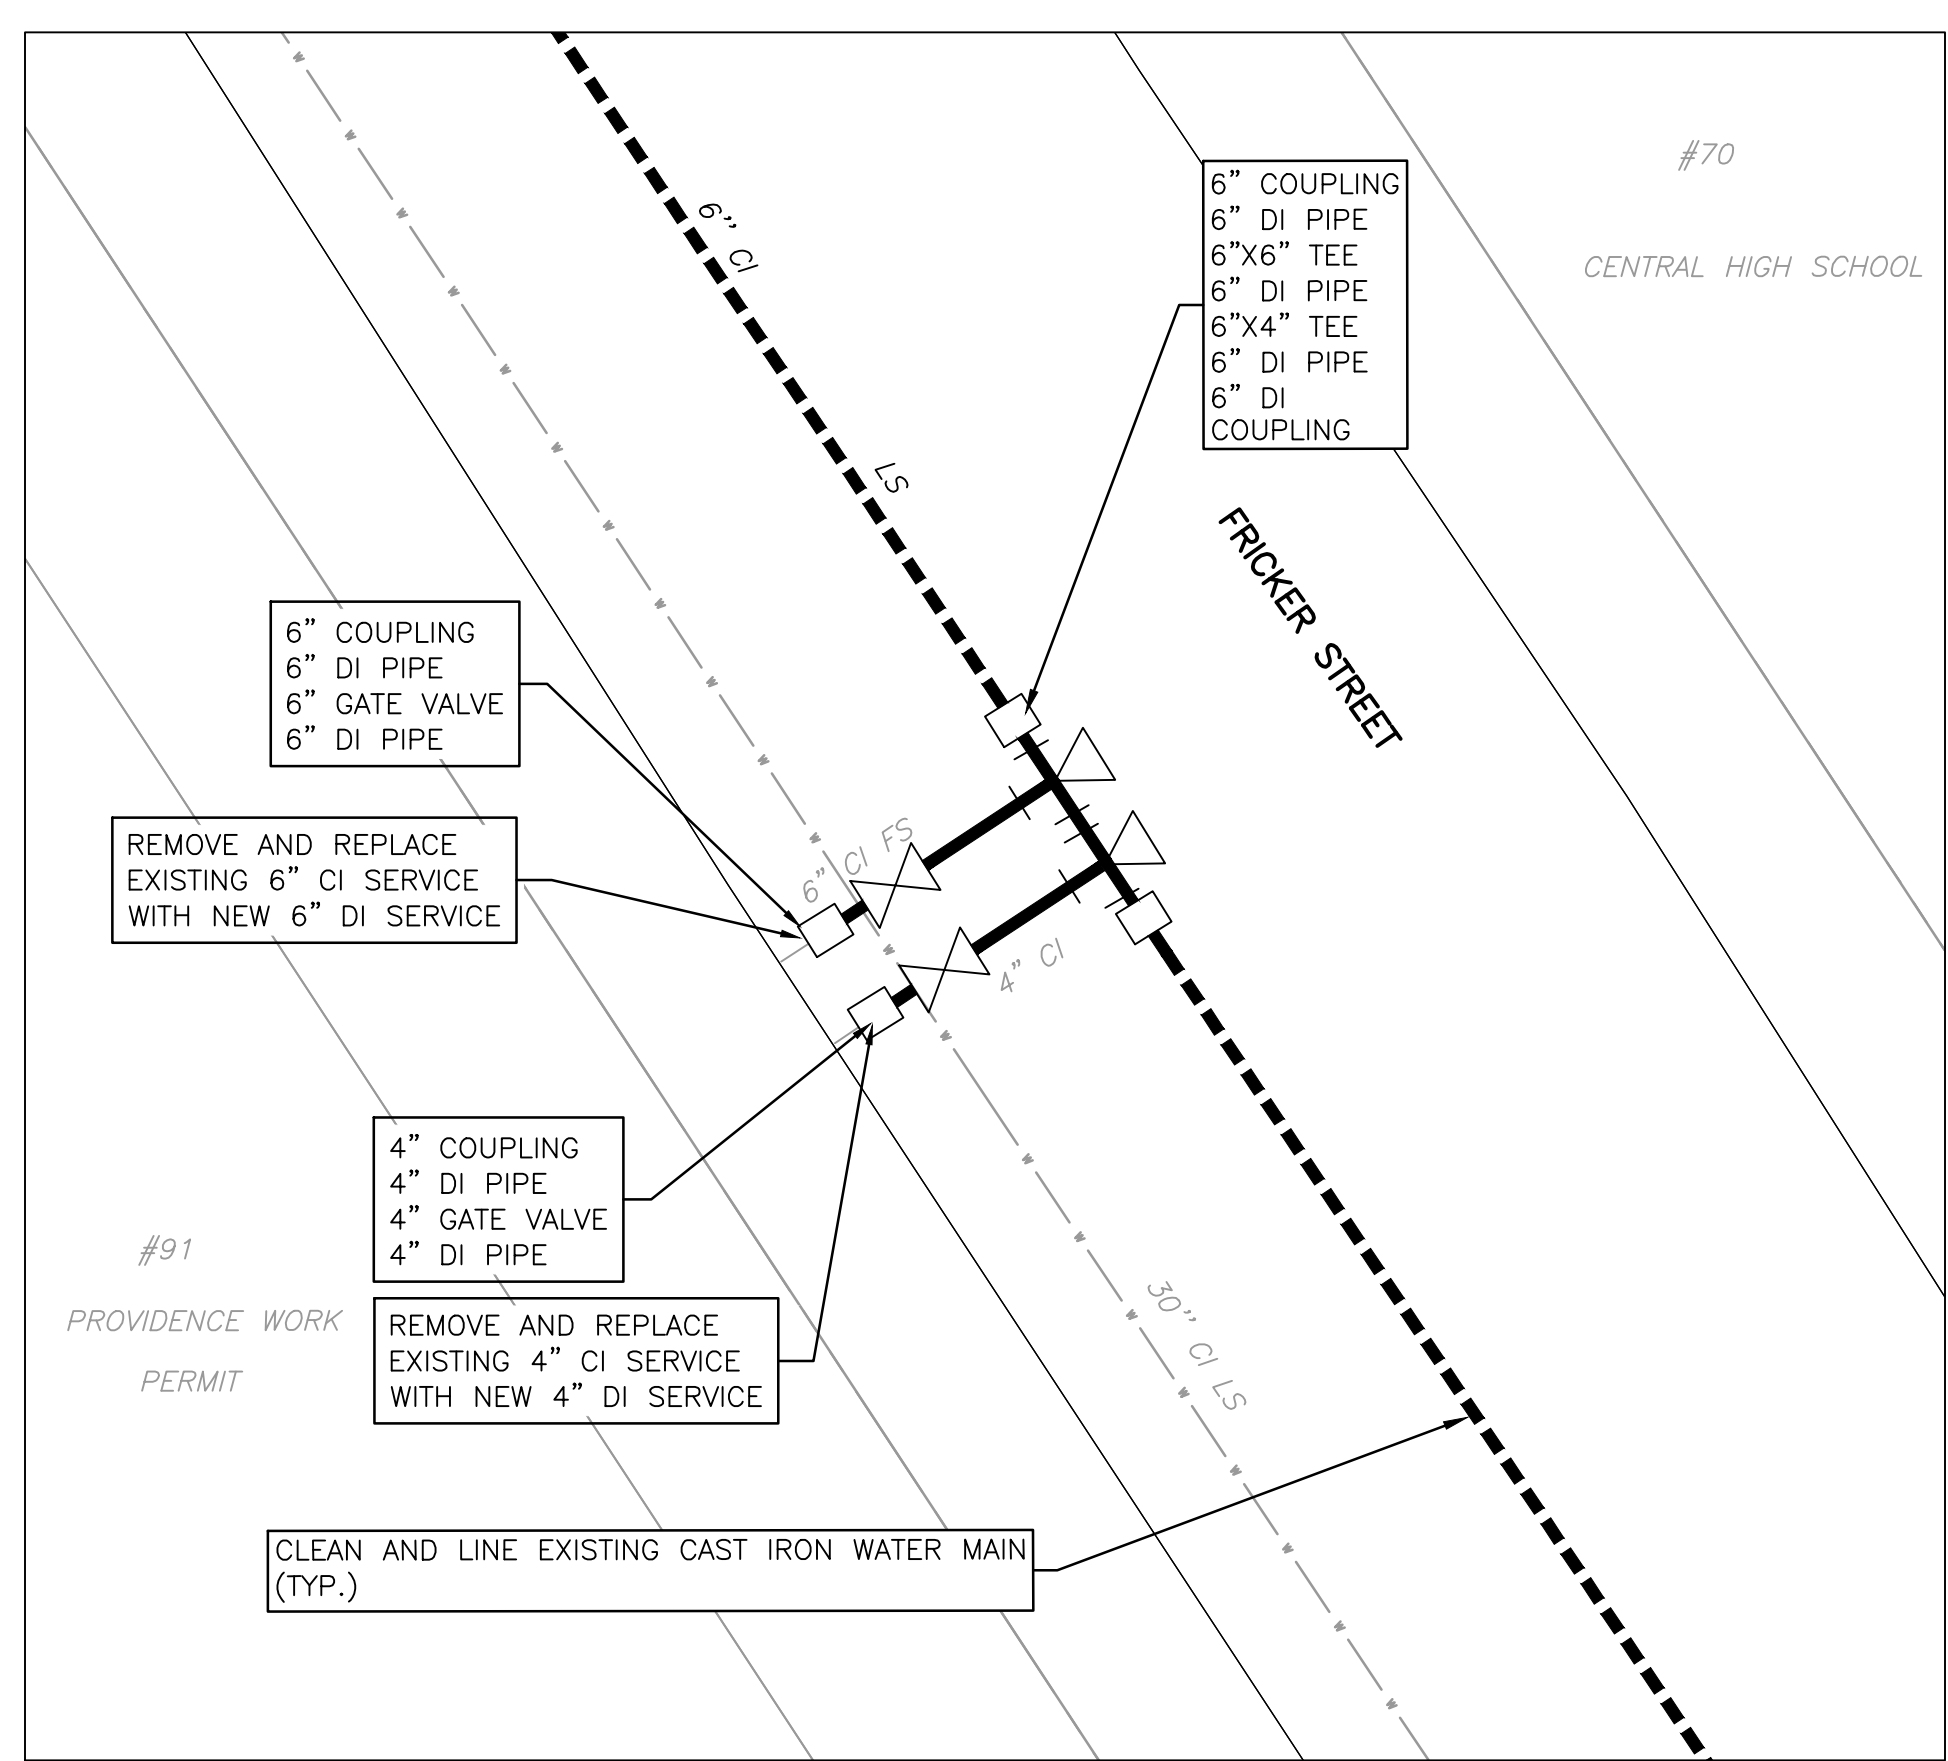 #70
CENTRAL HIGH SCHOOL
6" COUPLING
6" DI PIPE
6"X6" TEE
6" DI PIPE
6"X4" TEE
6" DI PIPE
6" DI
COUPLING
6" CI
LS
FRICKER STREET
6" COUPLING
6" DI PIPE
6" GATE VALVE
6" DI PIPE
REMOVE AND REPLACE
EXISTING 6" CI SERVICE
WITH NEW 6" DI SERVICE
6" CI FS
4" CI
4" COUPLING
4" DI PIPE
4" GATE VALVE
4" DI PIPE
#91
PROVIDENCE WORK
PERMIT
REMOVE AND REPLACE
EXISTING 4" CI SERVICE
WITH NEW 4" DI SERVICE
30" CI LS
CLEAN AND LINE EXISTING CAST IRON WATER MAIN
(TYP.)